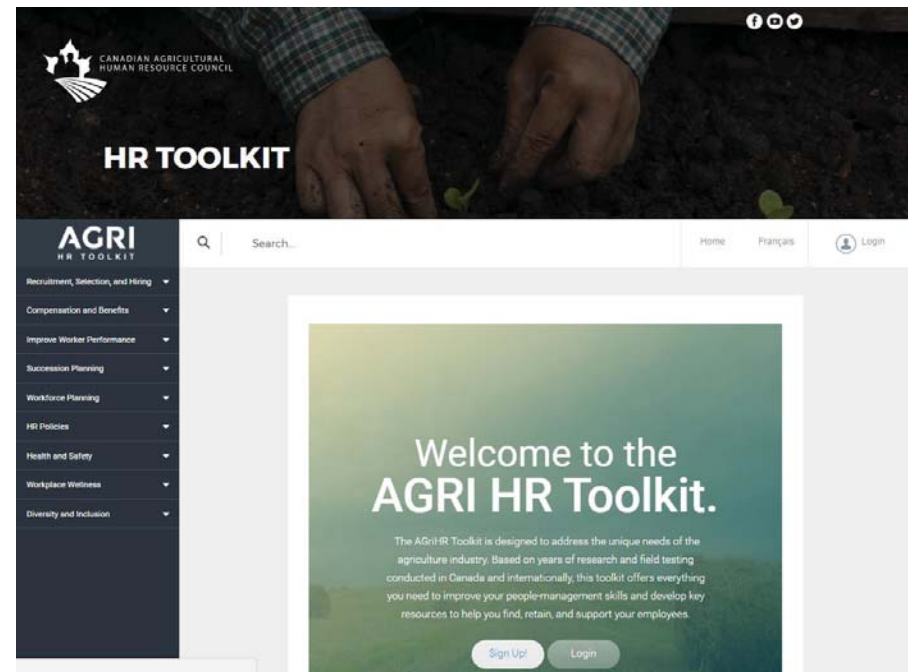 CANADIAN AGRICULTURAL
HUMAN RESOURCE COUNCIL
HR TOOLKIT
AGRI
HR TOOLKIT
Search...
Home
Français
Login
Recruitment, Selection, and Hiring
Compensation and Benefits
Improve Worker Performance
Succession Planning
Workforce Planning
HR Policies
Health and Safety
Workplace Wellness
Diversity and Inclusion
Welcome to the
AGRI HR Toolkit.
The AGriHR Toolkit is designed to address the unique needs of the
agriculture industry. Based on years of research and field testing
conducted in Canada and internationally, this toolkit offers everything
you need to improve your people-management skills and develop key
resources to help you find, retain, and support your employees.
Sign Up!
Login